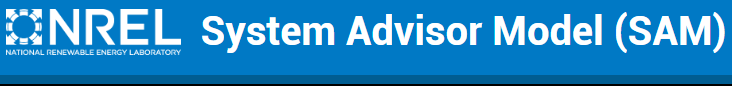 NREL
NATIONAL RENEWABLE ENERGY LABORATORY
System Advisor Model (SAM)